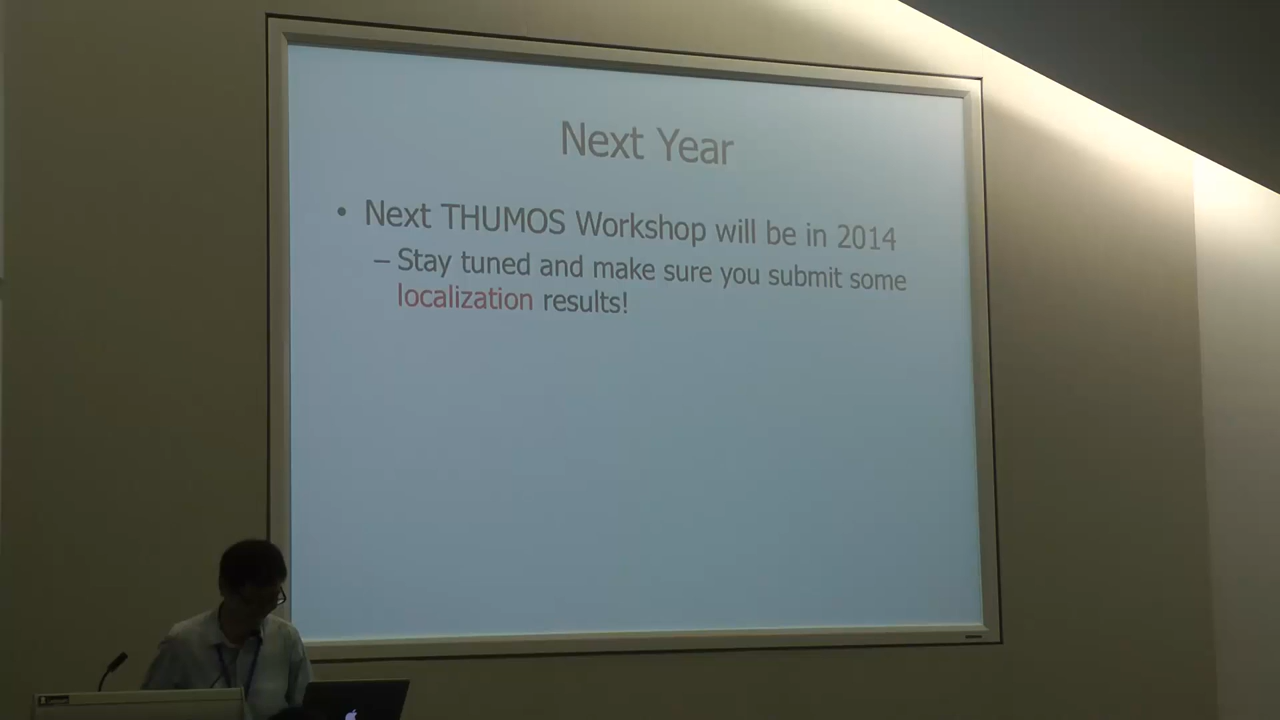 Next Year
• Next THUMOS Workshop will be in 2014
– Stay tuned and make sure you submit some
localization results!